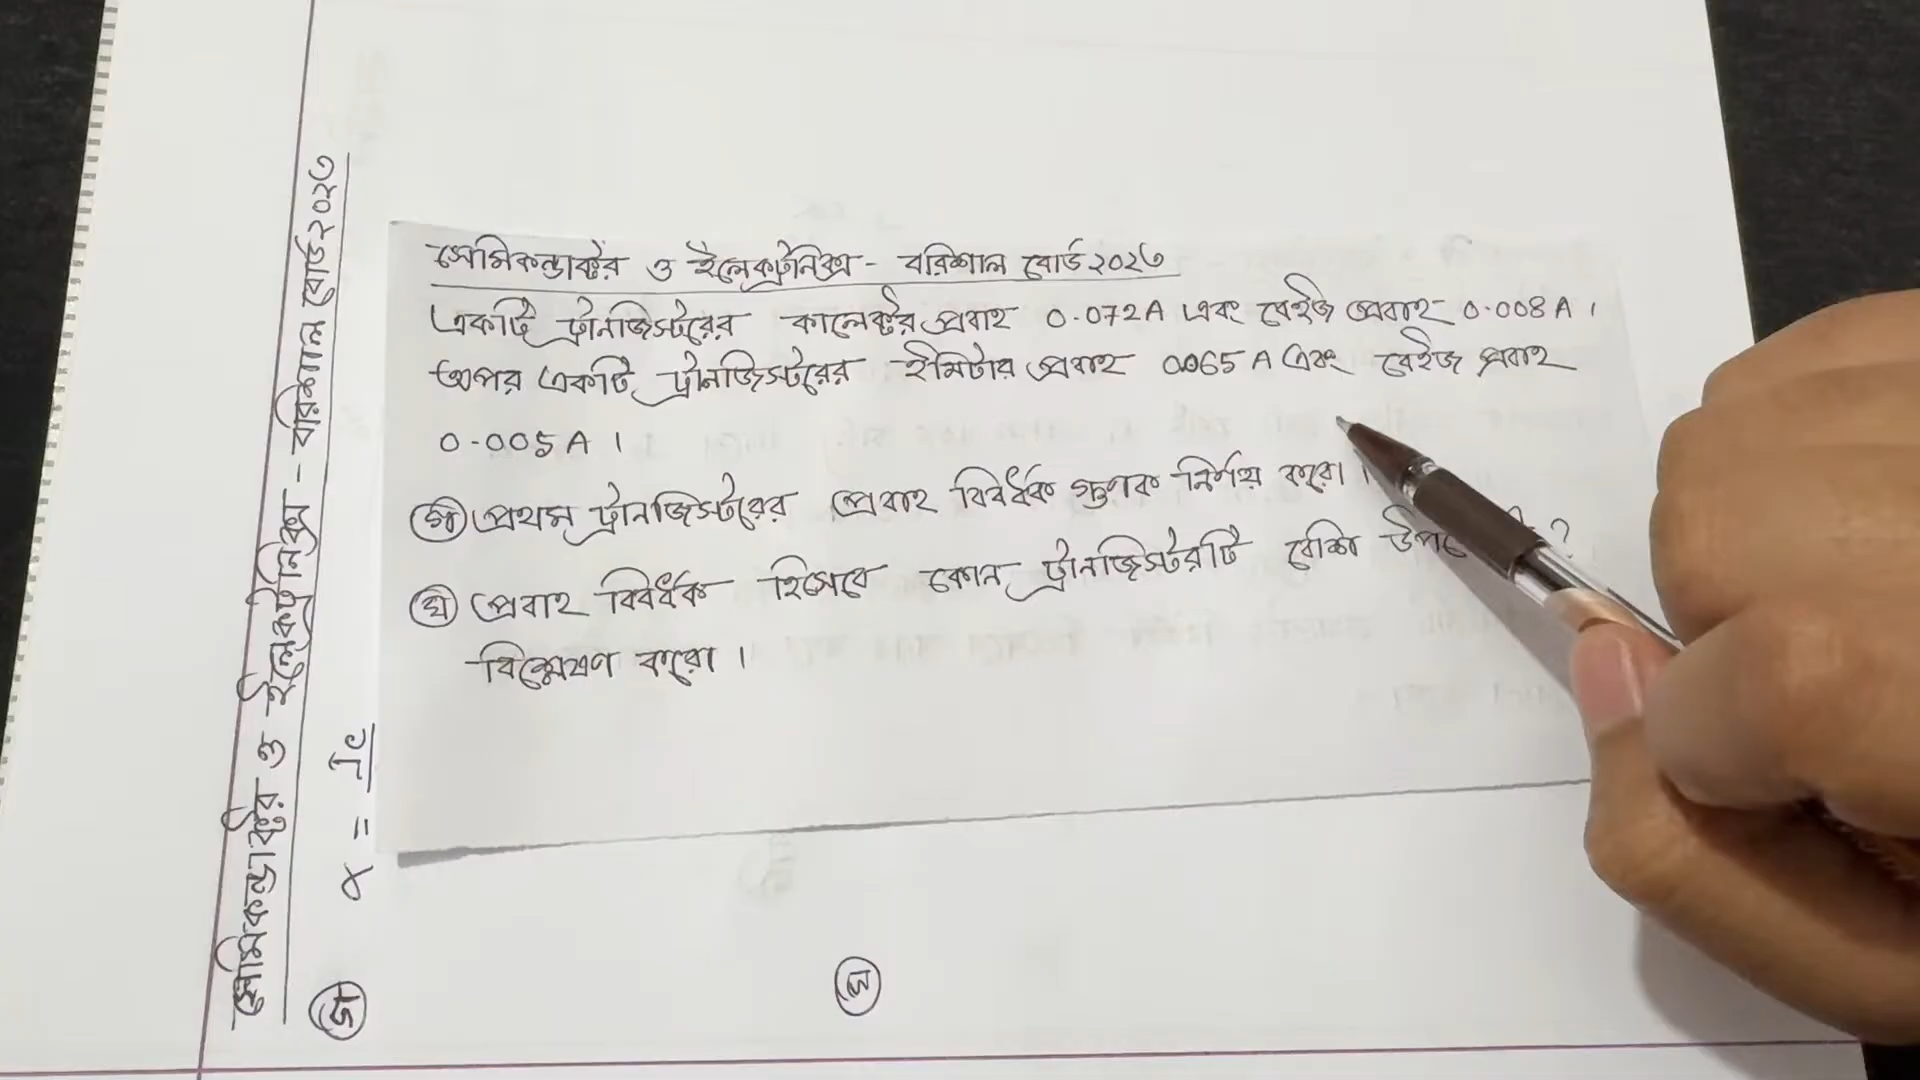 সেমিকন্ডাক্টর ও ইলেকট্রনিক্স - বরিশাল বোর্ড ২০২৩
একটি ট্রানজিস্টরের কালেক্টর প্রবাহ 0.072A এবং বেইজ প্রবাহ 0.008 A ।
অপর একটি ট্রানজিস্টরের ইমিটার প্রবাহ 0.065 A এবং বেইজ প্রবাহ
0.005 A ।
(গ) প্রথম ট্রানজিস্টরের প্রবাহ বিবর্ধক গুণক নির্ণয় করো ।
(ঘ) প্রবাহ বিবর্ধক হিসেবে কোন ট্রানজিস্টরটি বেশি ?
বিশ্লেষণ করো ।
সেমিকন্ডাক্টর ও ইলেকট্রনিক্স - বরিশাল বোর্ড ২০২৩
(গ) α = Ic